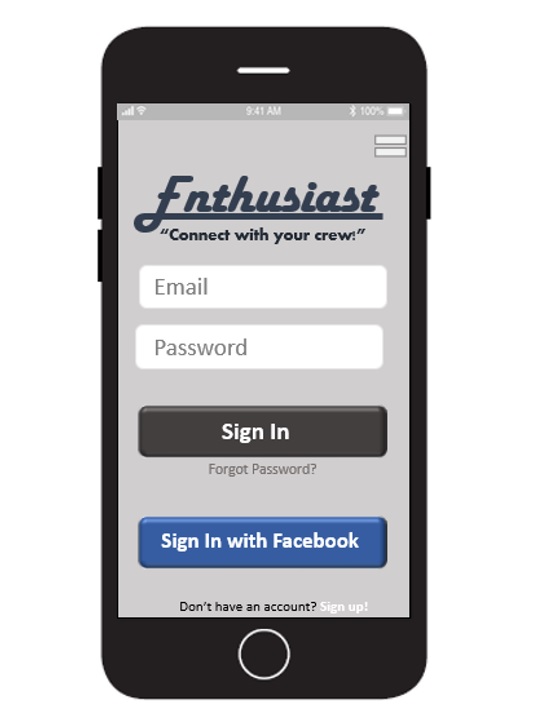 9:41 AM 100%
Enthusiast
“Connect with your crew!”
Email
Password
Sign In
Forgot Password?
Sign In with Facebook
Don’t have an account? Sign up!